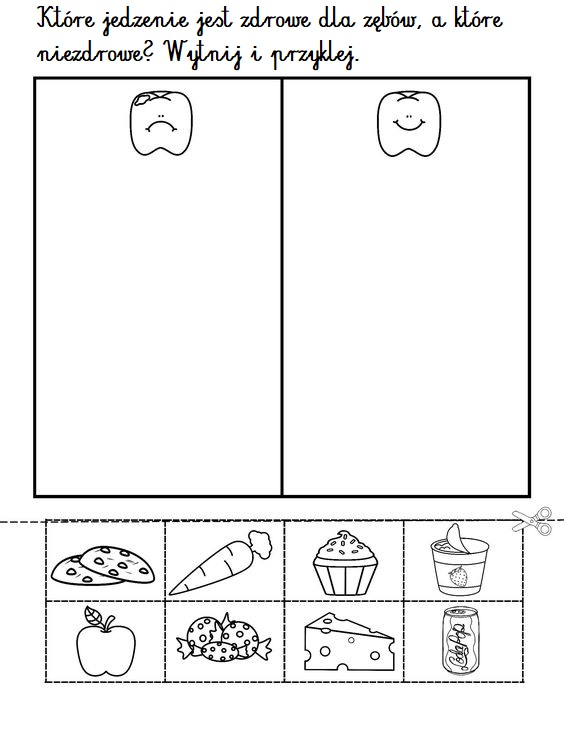 Które jedzenie jest zdrowe dla zębów, a które
niezdrowe? Wytnij i przyklej.